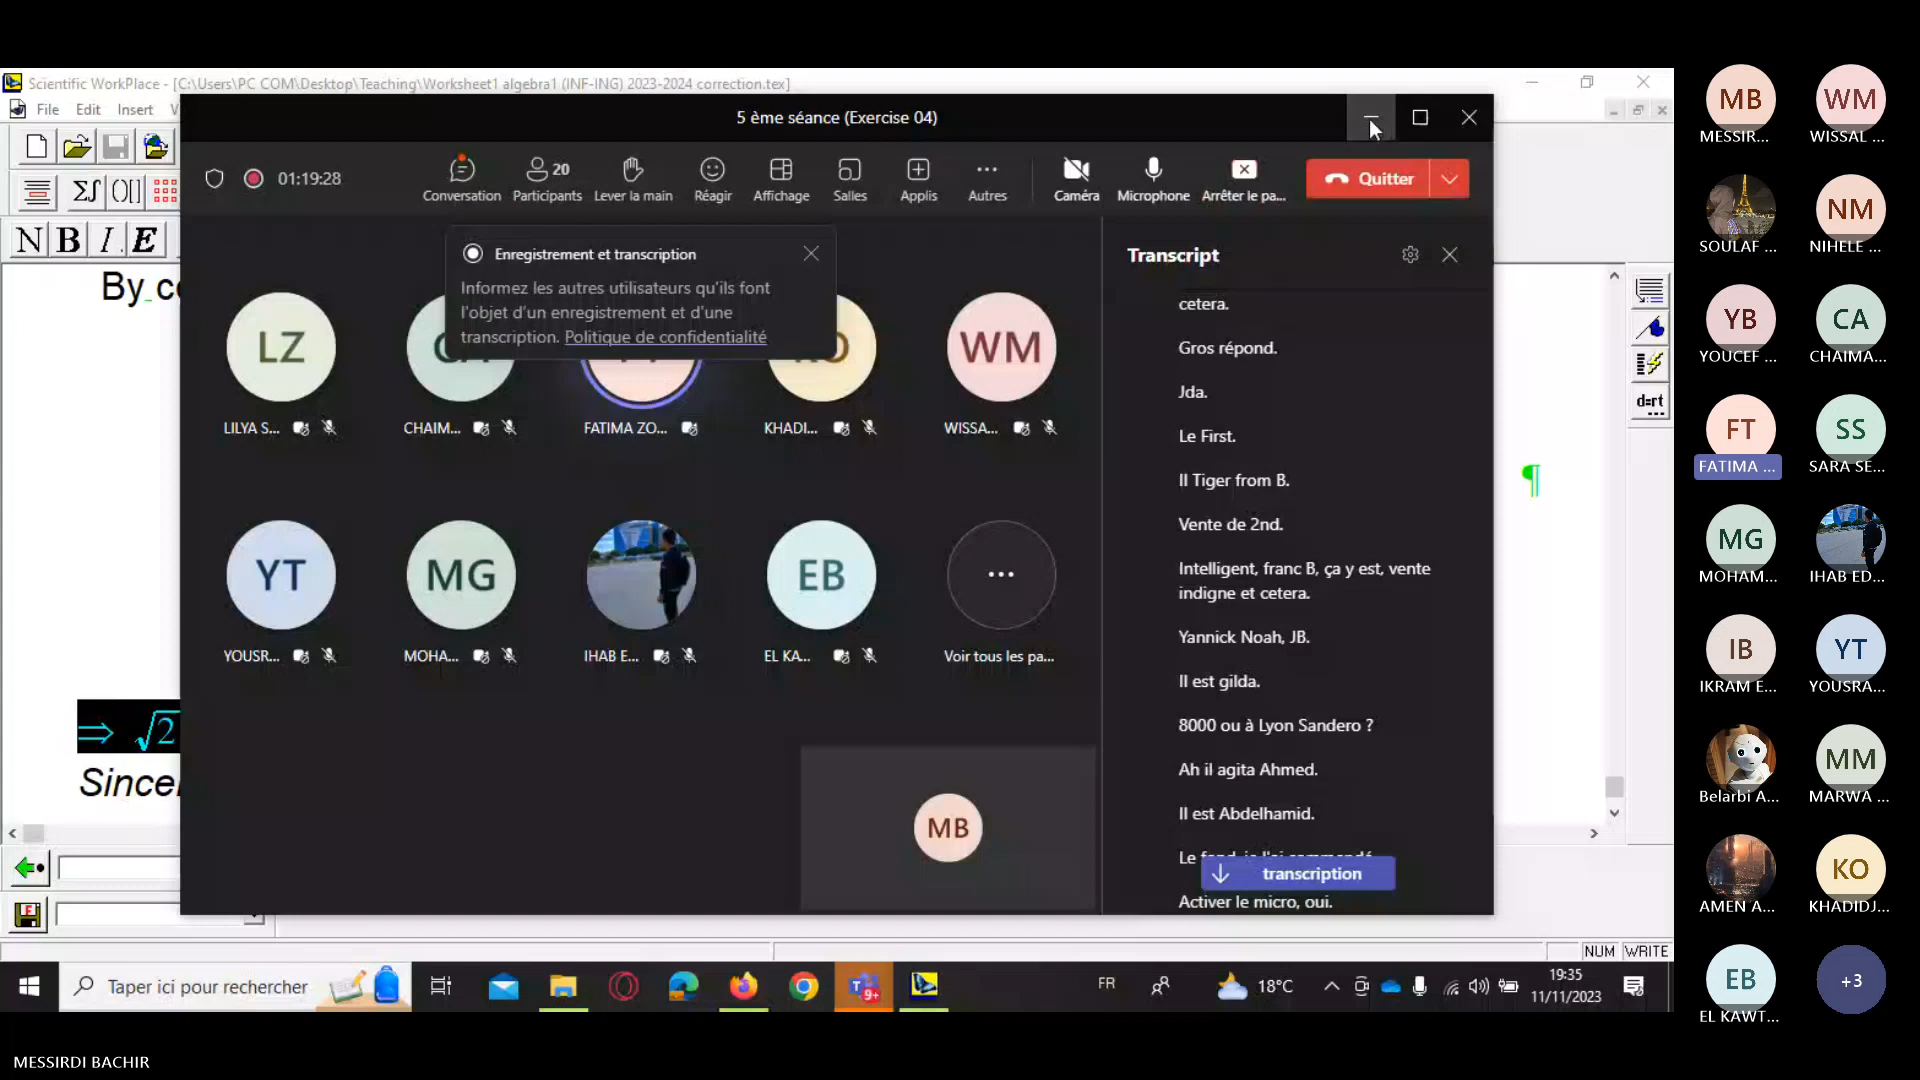 Scientific WorkPlace - [C:\Users\PC COM\Desktop\Teaching\Worksheet1 algebra1 (INF-ING) 2023-2024 correction.tex]
File Edit Insert V
5 ème séance (Exercise 04)
01:19:28
Conversation
20
Participants
Lever la main
Réagir
Affichage
Salles
Applis
Autres
Caméra
Microphone
Arrêter le pa...
Quitter
N B I E
By c
Enregistrement et transcription
Informez les autres utilisateurs qu'ils font
l'objet d'un enregistrement et d'une
transcription. Politique de confidentialité
LZ
WM
LILYA S...
CHAIM...
FATIMA ZO...
KHADI...
WISSA...
YT
MG
EB
...
YOUSR...
MOHA...
IHAB E...
EL KA...
Voir tous les pa...
MB
Transcript
cetera.
Gros répond.
Jda.
Le First.
Il Tiger from B.
Vente de 2nd.
Intelligent, franc B, ça y est, vente
indigne et cetera.
Yannick Noah, JB.
Il est gilda.
8000 ou à Lyon Sandero ?
Ah il agita Ahmed.
Il est Abdelhamid.
transcription
Activer le micro, oui.
⇒ √2
Since
¶
d=rt
NUM WRITE
Taper ici pour rechercher
9+
FR
18°C
19:35
11/11/2023
MB
MESSIR...
WM
WISSAL ...
SOULAF ...
NM
NIHELE ...
YB
YOUCEF ...
CA
CHAIMA...
FT
FATIMA ...
SS
SARA SE...
MG
MOHAM...
IHAB ED...
IB
IKRAM E...
YT
YOUSRA...
Belarbi A...
MM
MARWA ...
AMEN A...
KO
KHADIDJ...
EB
EL KAWT...
+3
MESSIRDI BACHIR